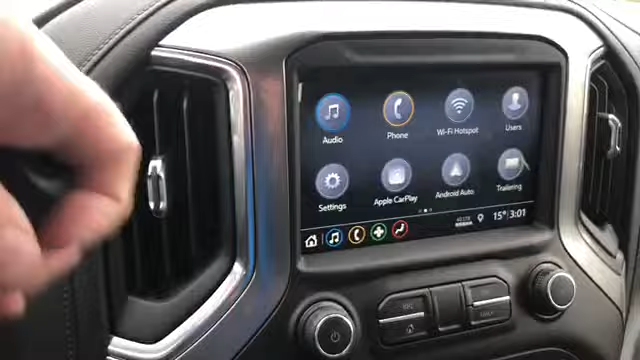 Audio
Phone
Wi-Fi Hotspot
Users
Settings
Apple CarPlay
Android Auto
Trailering
15° 3:01